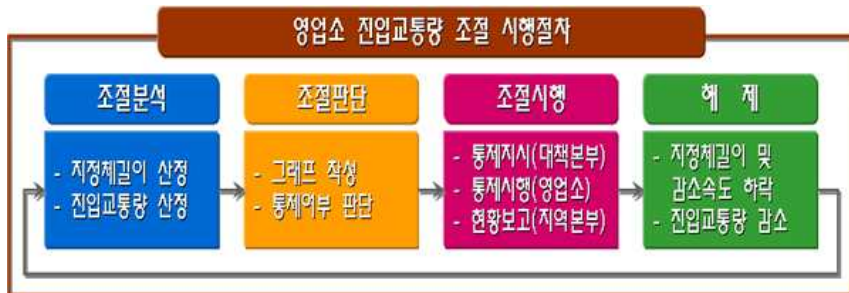 영업소 진입교통량 조절 시행절차
조절분석
- 지정체길이 산정
- 진입교통량 산정
조절판단
- 그래프 작성
- 통제여부 판단
조절시행
- 통제지시(대책본부)
- 통제시행(영업소)
- 현황보고(지역본부)
해 제
- 지정체길이 및
감소속도 하락
- 진입교통량 감소